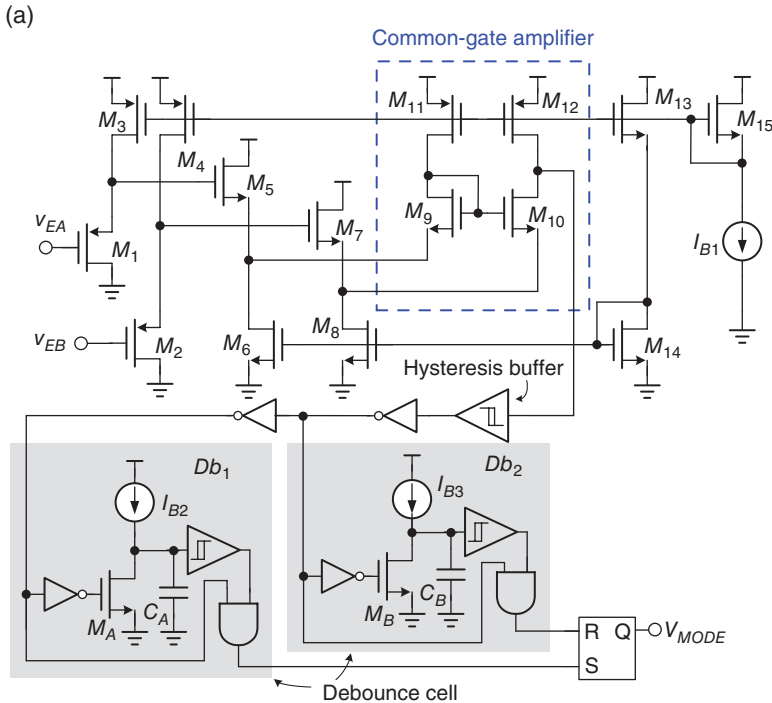 (a)
Common-gate amplifier
M3
M4
M5
M11
M12
M13
M15
M9
M10
vEA
M1
M7
IB1
vEB
M2
M6
M8
M14
Hysteresis buffer
Db1
Db2
IB2
IB3
MA
CA
MB
CB
R Q
S
VMODE
Debounce cell